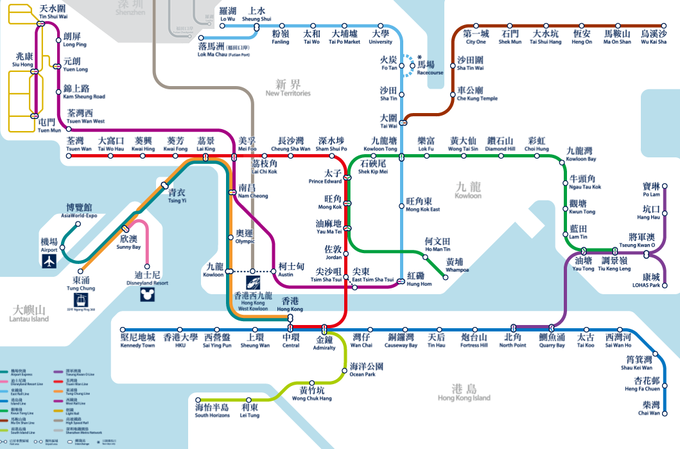 深圳
Shenzhen
天水圍
Tin Shui Wai
朗屏
Long Ping
兆康
Siu Hong
元朗
Yuen Long
錦上路
Kam Sheung Road
荃灣西
Tsuen Wan West
屯門
Tuen Mun
羅湖
Lo Wu
上水
Sheung Shui
落馬洲
Lok Ma Chau
粉嶺
Fanling
太和
Tai Wo
大埔墟
Tai Po Market
大學
University
火炭
Fo Tan
馬場
Racecourse
沙田
Sha Tin
大圍
Tai Wai
第一城
City One
石門
Shek Mun
大水坑
Tai Shui Hang
恆安
Heng On
馬鞍山
Ma On Shan
烏溪沙
Wu Kai Sha
沙田圍
Sha Tin Wai
車公廟
Che Kung Temple
新界
New Territories
荃灣
Tsuen Wan
大窩口
Tai Wo Hau
葵興
Kwai Hing
葵芳
Kwai Fong
荔景
Lai King
美孚
Mei Foo
荔枝角
Lai Chi Kok
長沙灣
Cheung Sha Wan
深水埗
Sham Shui Po
太子
Prince Edward
旺角
Mong Kok
油麻地
Yau Ma Tei
佐敦
Jordan
尖沙咀
Tsim Sha Tsui
尖東
East Tsim Sha Tsui
紅磡
Hung Hom
石硤尾
Shek Kip Mei
九龍塘
Kowloon Tong
樂富
Lok Fu
黃大仙
Wong Tai Sin
鑽石山
Diamond Hill
彩虹
Choi Hung
九龍灣
Kowloon Bay
牛頭角
Ngau Tau Kok
觀塘
Kwun Tong
藍田
Lam Tin
油塘
Yau Tong
調景嶺
Tiu Keng Leng
將軍澳
Tseung Kwan O
坑口
Hang Hau
寶琳
Po Lam
康城
LOHAS Park
旺角東
Mong Kok East
何文田
Ho Man Tin
黃埔
Whampoa
九龍
Kowloon
青衣
Tsing Yi
南昌
Nam Cheong
奧運
Olympic
九龍
Kowloon
柯士甸
Austin
香港西九龍
Hong Kong
West Kowloon
香港
Hong Kong
博覽館
AsiaWorld-Expo
機場
Airport
欣澳
Sunny Bay
東涌
Tung Chung
迪士尼
Disneyland Resort
大嶼山
Lantau Island
堅尼地城
Kennedy Town
香港大學
HKU
西營盤
Sai Ying Pun
上環
Sheung Wan
中環
Central
金鐘
Admiralty
灣仔
Wan Chai
銅鑼灣
Causeway Bay
天后
Tin Hau
炮台山
Fortress Hill
北角
North Point
鰂魚涌
Quarry Bay
太古
Tai Koo
西灣河
Sai Wan Ho
筲箕灣
Shau Kei Wan
杏花邨
Heng Fa Chuen
柴灣
Chai Wan
海洋公園
Ocean Park
黃竹坑
Wong Chuk Hang
利東
Lei Tung
海怡半島
South Horizons
港島
Hong Kong Island